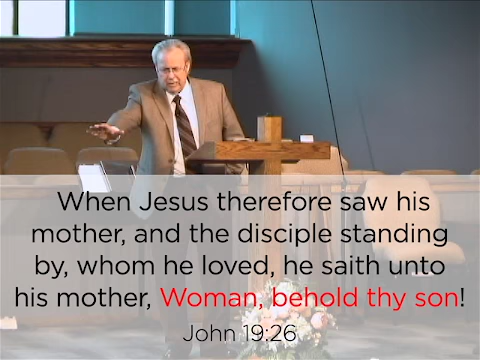 When Jesus therefore saw his
mother, and the disciple standing
by, whom he loved, he saith unto
his mother, Woman, behold thy son!
John 19:26